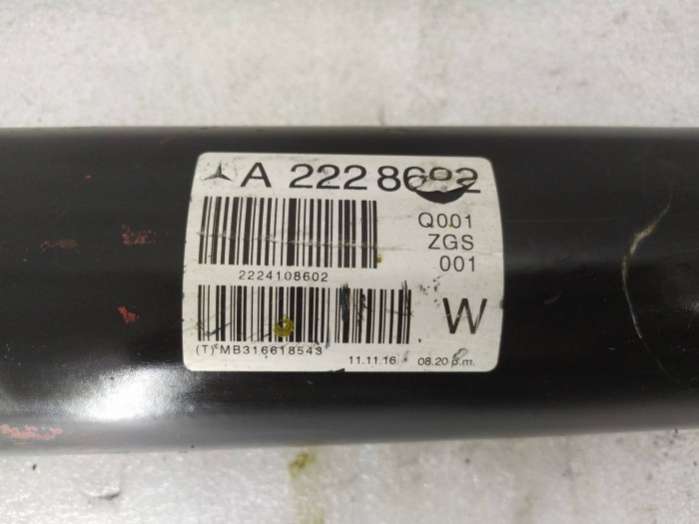 A 222 8602
Q001
ZGS
001
2224108602
W
(T) MB316618543
11.11.16 08.20 p.m.